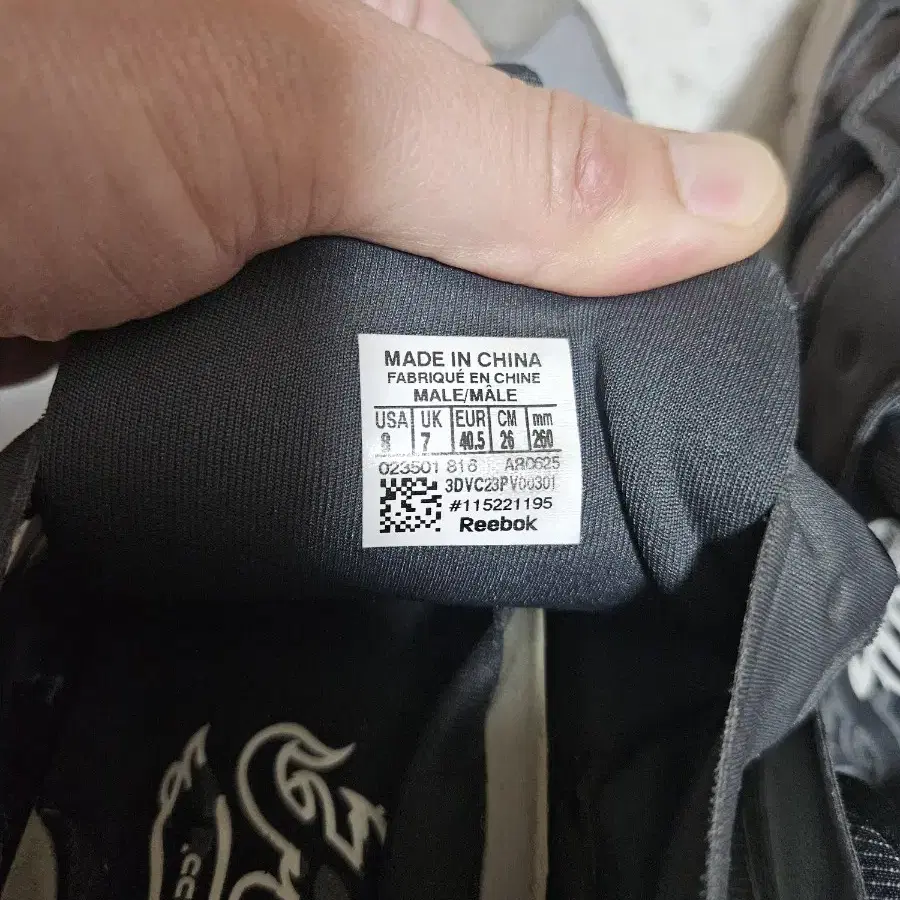 MADE IN CHINA
FABRIQUÉ EN CHINE
MALE/MÂLE
USA UK EUR CM mm
8 7 40.5 26 260
023501 816 AR0625
3DVC23PV00301
#115221195
Reebok